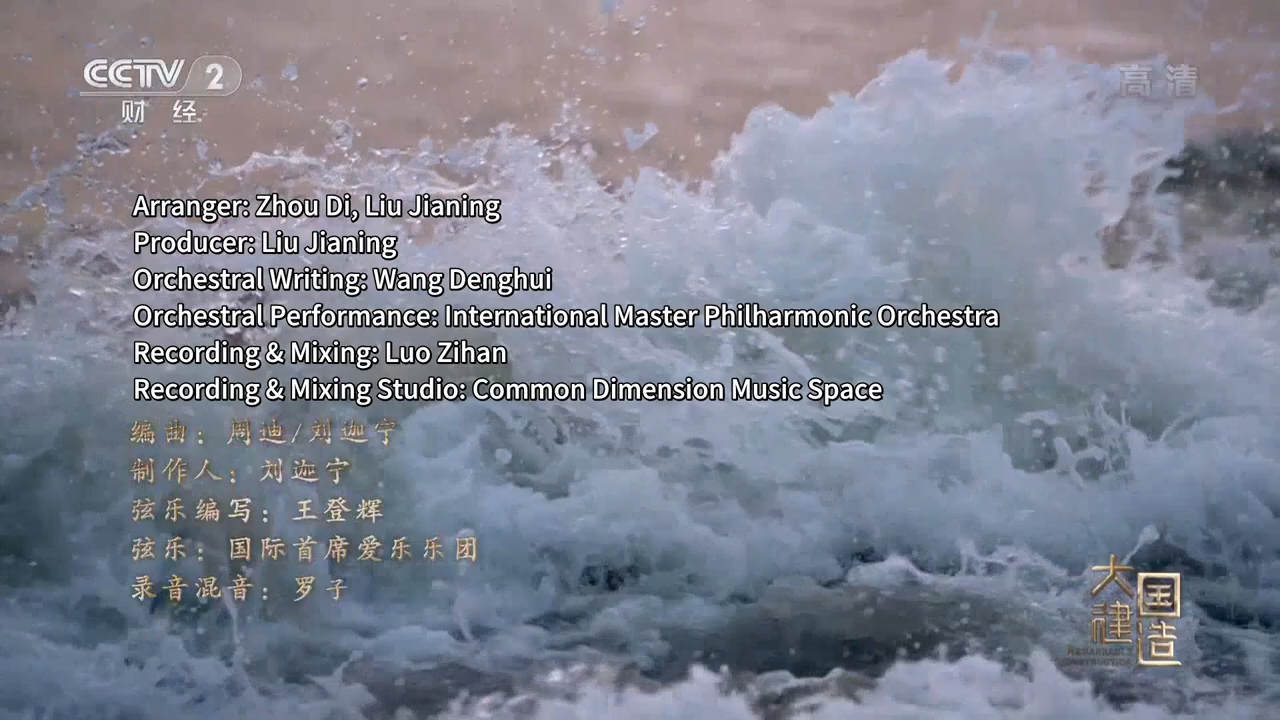 CCTV 2
财经
高清
Arranger: Zhou Di, Liu Jianing
Producer: Liu Jianing
Orchestral Writing: Wang Denghui
Orchestral Performance: International Master Philharmonic Orchestra
Recording & Mixing: Luo Zihan
Recording & Mixing Studio: Common Dimension Music Space
编曲：周迪/刘迦宁
制作人：刘迦宁
弦乐编写：王登辉
弦乐：国际首席爱乐乐团
录音混音：罗子
大国
建造
REMARKABLE
CONSTRUCTION